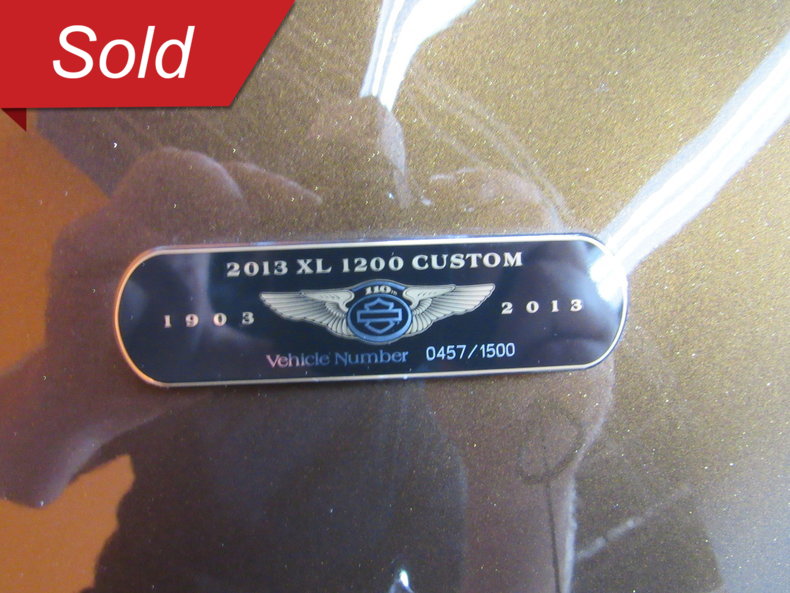 Sold
2013 XL 1200 CUSTOM
110TH
1903 2013
Vehicle Number 0457/1500